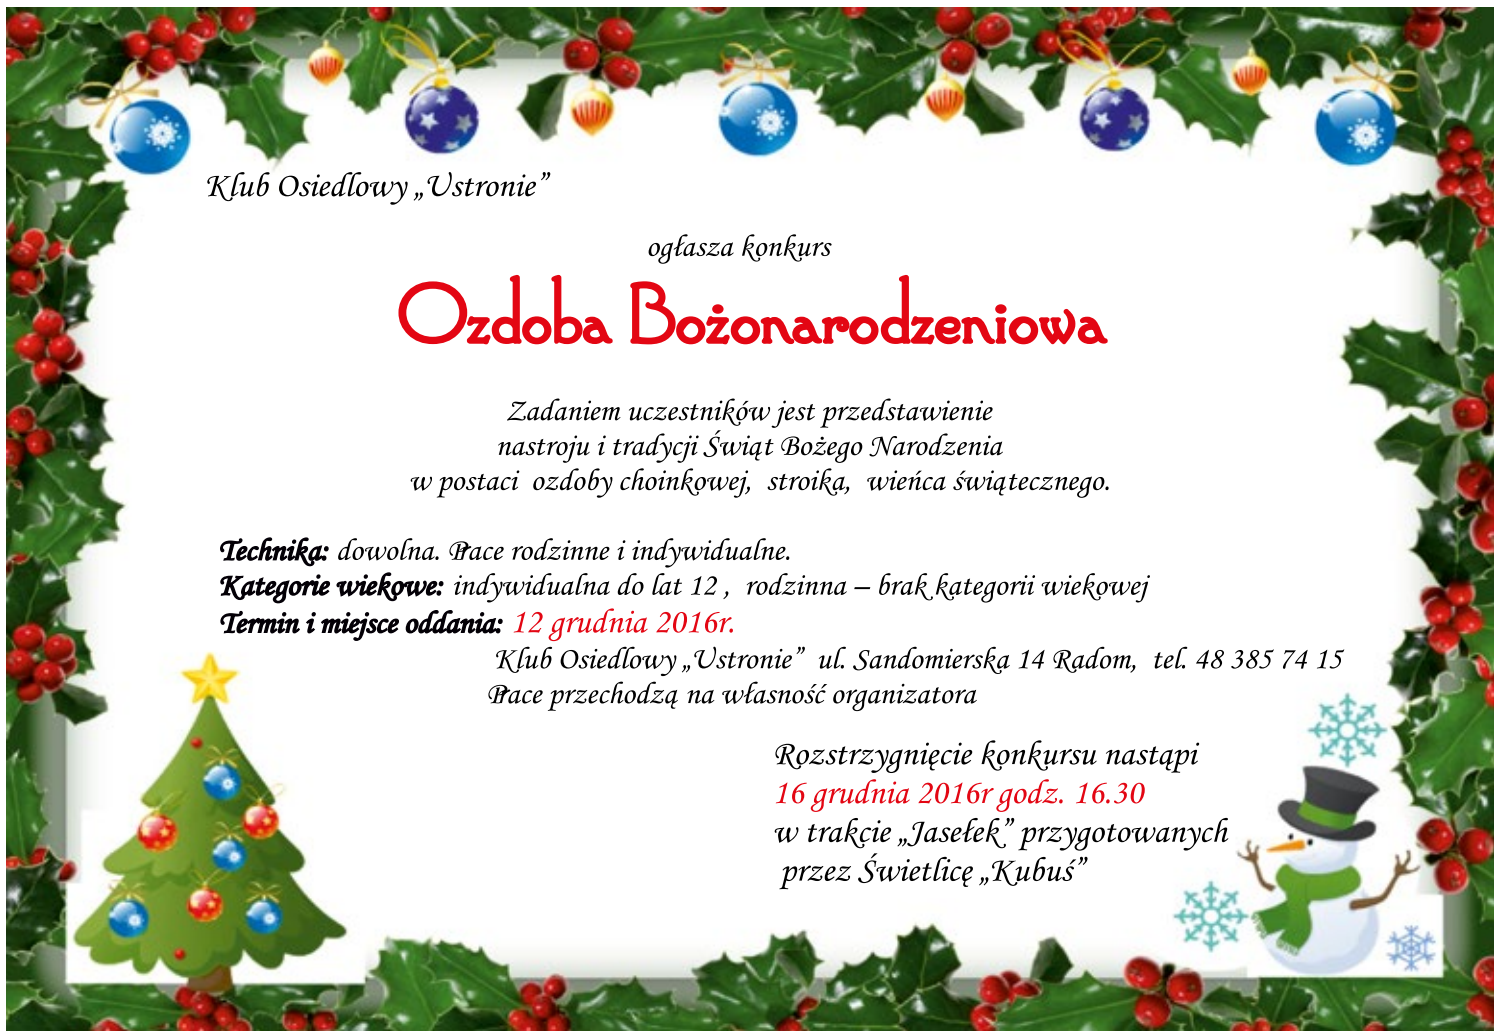 Klub Osiedlowy „Ustronie”
ogłasza konkurs
Ozdoba Bożonarodzeniowa
Zadaniem uczestników jest przedstawienie
nastroju i tradycji Świąt Bożego Narodzenia
w postaci ozdoby choinkowej, stroika, wieńca świątecznego.
Technika: dowolna. Prace rodzinne i indywidualne.
Kategorie wiekowe: indywidualna do lat 12 , rodzinna – brak kategorii wiekowej
Termin i miejsce oddania: 12 grudnia 2016r.
Klub Osiedlowy „Ustronie” ul. Sandomierska 14 Radom, tel. 48 385 74 15
Prace przechodzą na własność organizatora
Rozstrzygnięcie konkursu nastąpi
16 grudnia 2016r godz. 16.30
w trakcie „Jasełek” przygotowanych
przez Świetlicę „Kubuś”